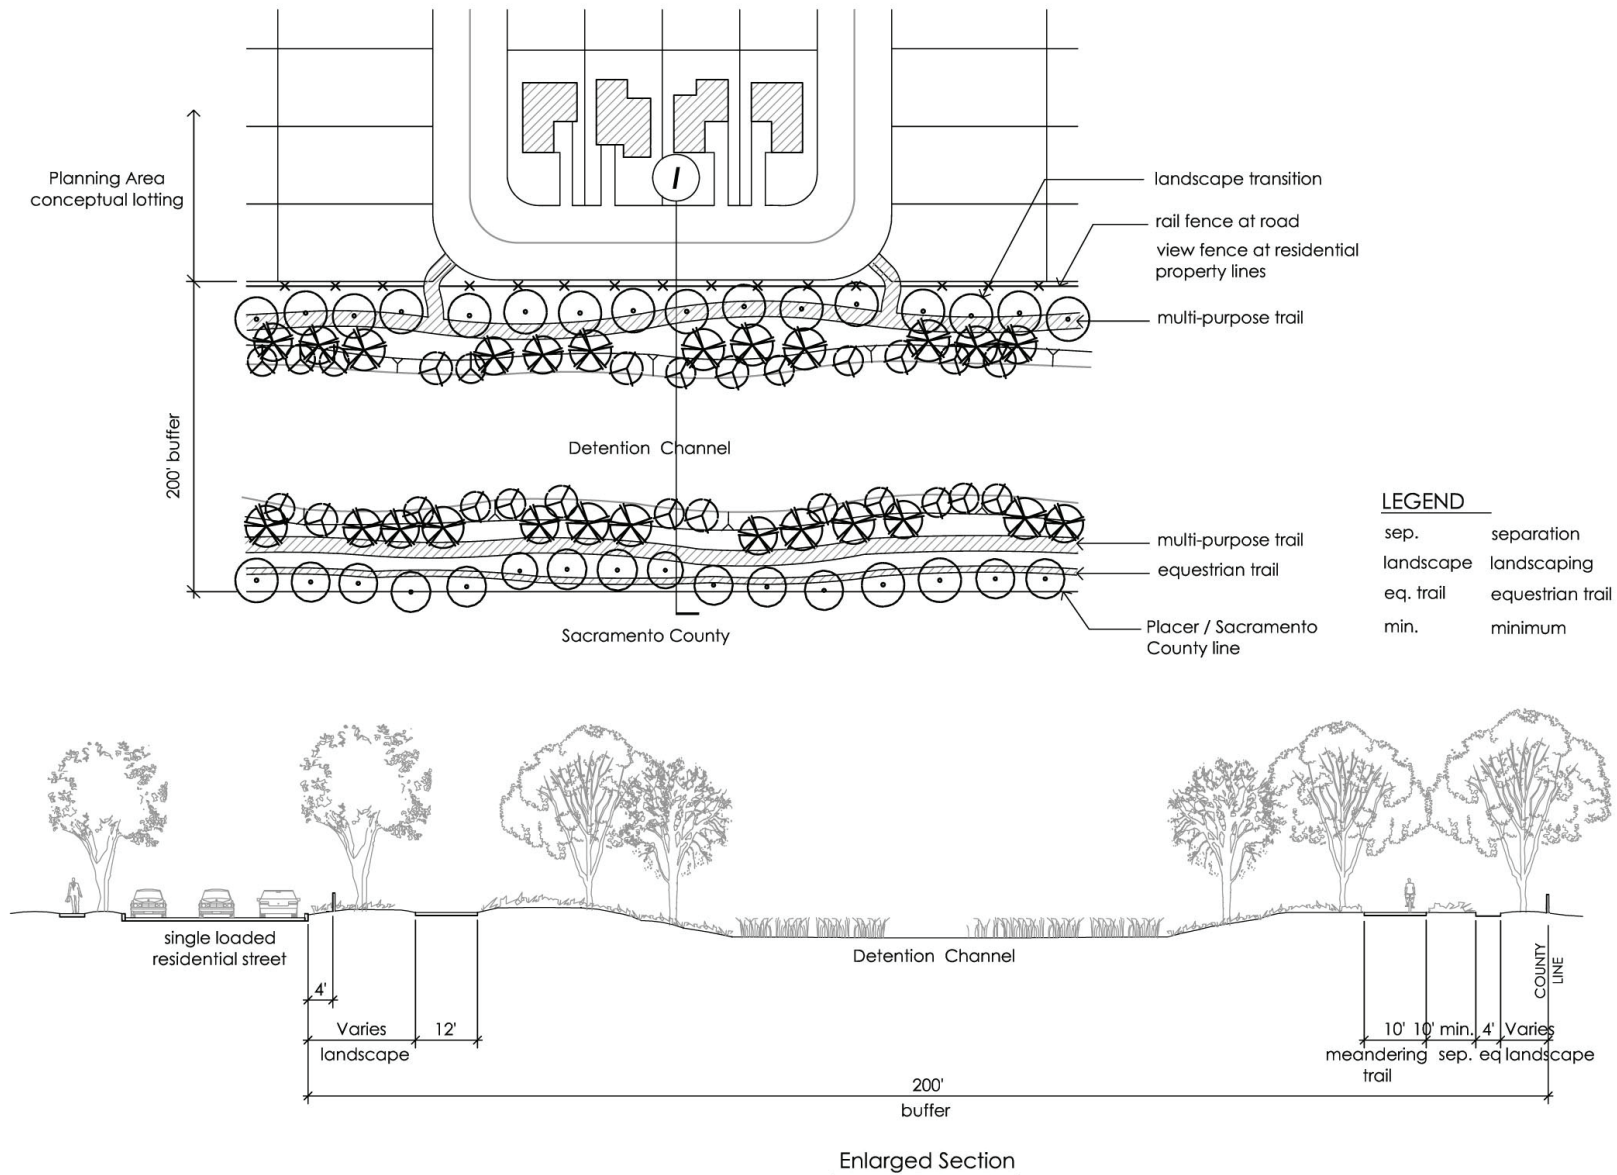 Planning Area
conceptual lotting
I
landscape transition
rail fence at road
view fence at residential
property lines
multi-purpose trail
200' buffer
Detention Channel
multi-purpose trail
equestrian trail
Sacramento County
Placer / Sacramento
County line
LEGEND
sep. separation
landscape landscaping
eq. trail equestrian trail
min. minimum
single loaded
residential street
Detention Channel
COUNTY
LINE
4'
Varies 12'
landscape
10' 10' min. 4' Varies
meandering sep. eq landscape
trail
200'
buffer
Enlarged Section